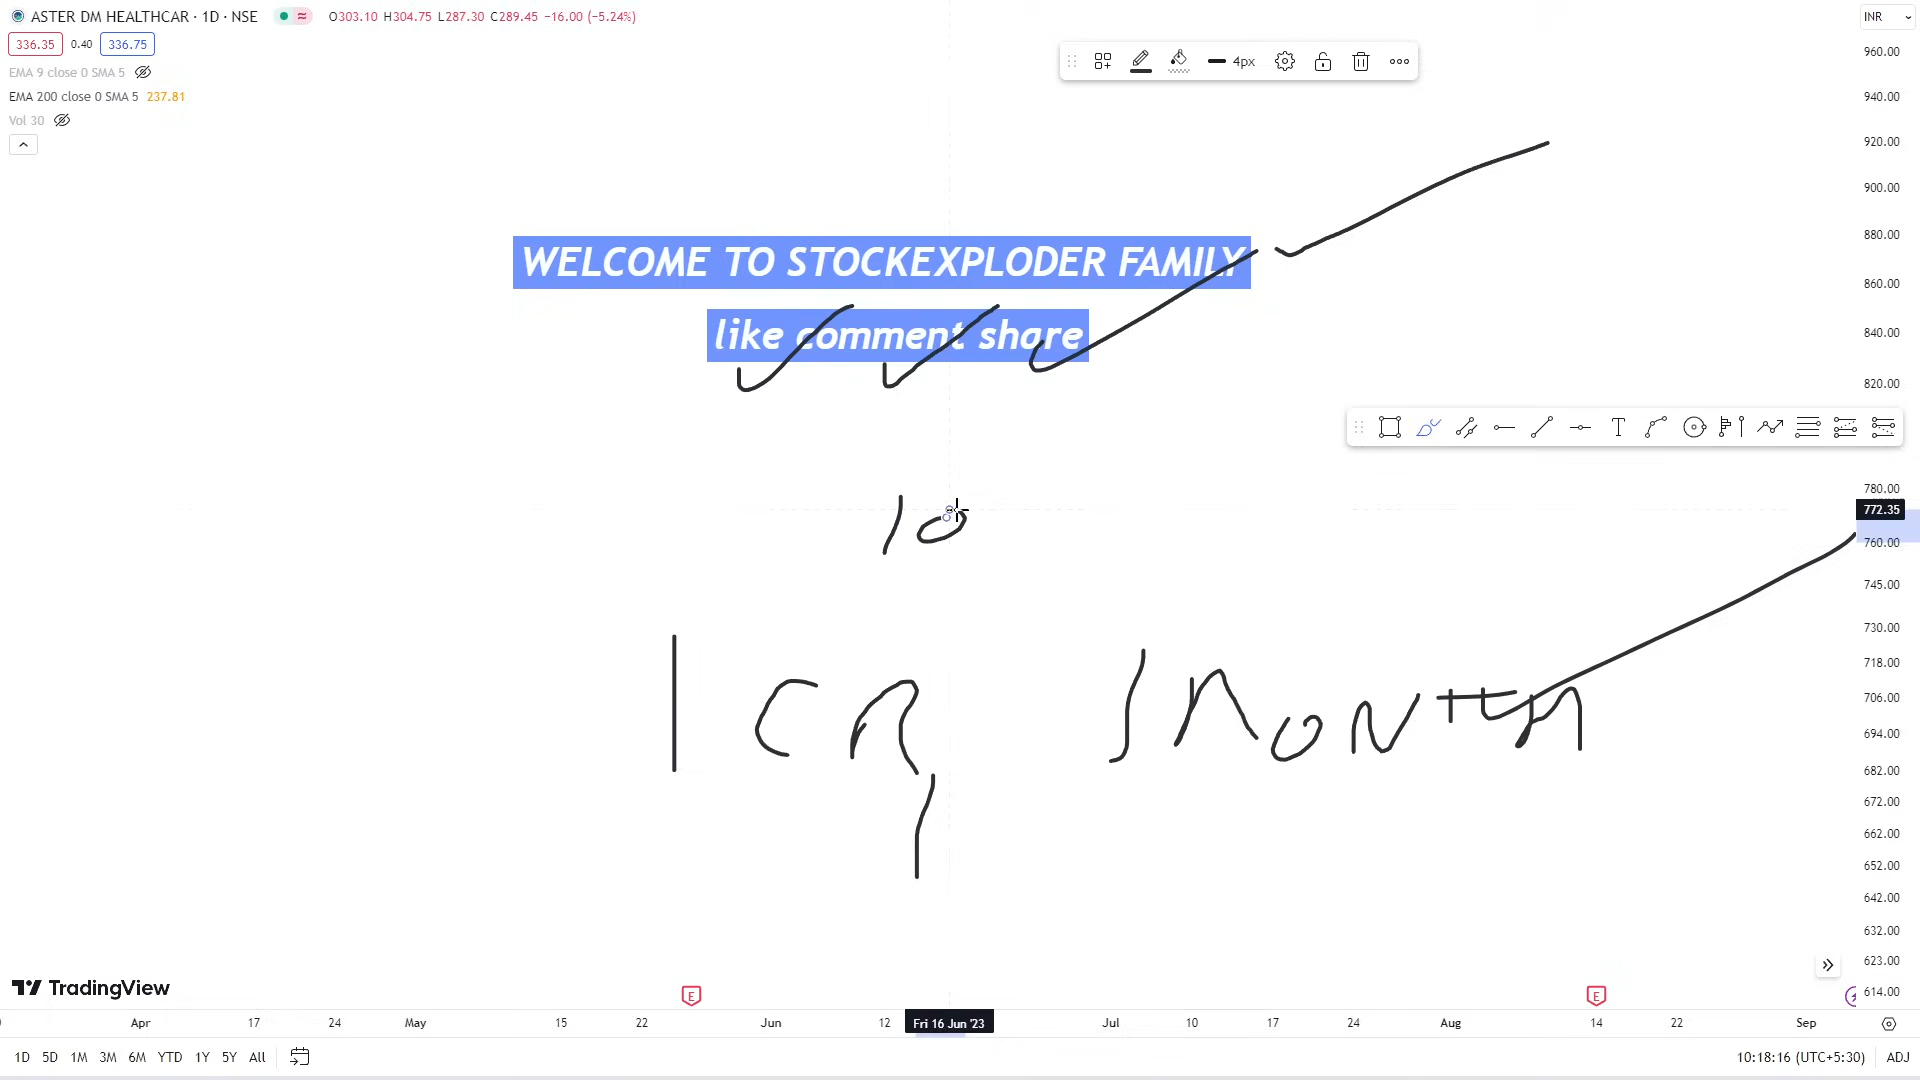 ASTER DM HEALTHCAR · 1D · NSE O303.10 H304.75 L287.30 C289.45 −16.00 (−5.24%)
INR
336.35 0.40 336.75
EMA 9 close 0 SMA 5
EMA 200 close 0 SMA 5 237.81
Vol 30
4px
960.00
940.00
920.00
900.00
880.00
860.00
840.00
820.00
780.00
772.35
760.00
745.00
730.00
718.00
706.00
694.00
682.00
672.00
662.00
652.00
642.00
632.00
623.00
614.00
WELCOME TO STOCKEXPLODER FAMILY
like comment share
10
1 CR
TradingView
E E
Apr 17 24 May 15 22 Jun 12 Fri 16 Jun '23 Jul 10 17 24 Aug 14 22 Sep
1D 5D 1M 3M 6M YTD 1Y 5Y All 10:18:16 (UTC+5:30) ADJ